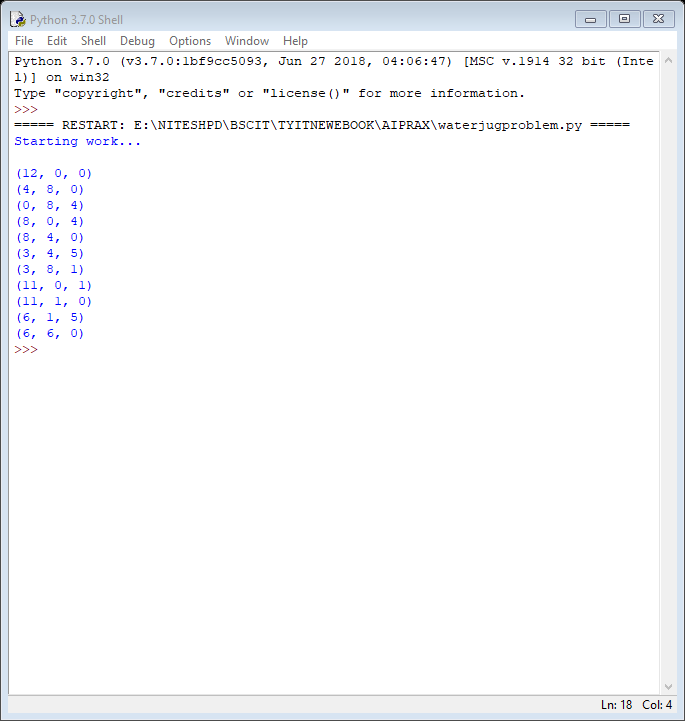 Python 3.7.0 Shell
File Edit Shell Debug Options Window Help
Python 3.7.0 (v3.7.0:1bf9cc5093, Jun 27 2018, 04:06:47) [MSC v.1914 32 bit (Inte
l)] on win32
Type "copyright", "credits" or "license()" for more information.
>>>
===== RESTART: E:\NITESHPD\BSCIT\TYITNEWEBOOK\AIPRAX\waterjugproblem.py =====
Starting work...
(12, 0, 0)
(4, 8, 0)
(0, 8, 4)
(8, 0, 4)
(8, 4, 0)
(3, 4, 5)
(3, 8, 1)
(11, 0, 1)
(11, 1, 0)
(6, 1, 5)
(6, 6, 0)
>>>
Ln: 18 Col: 4